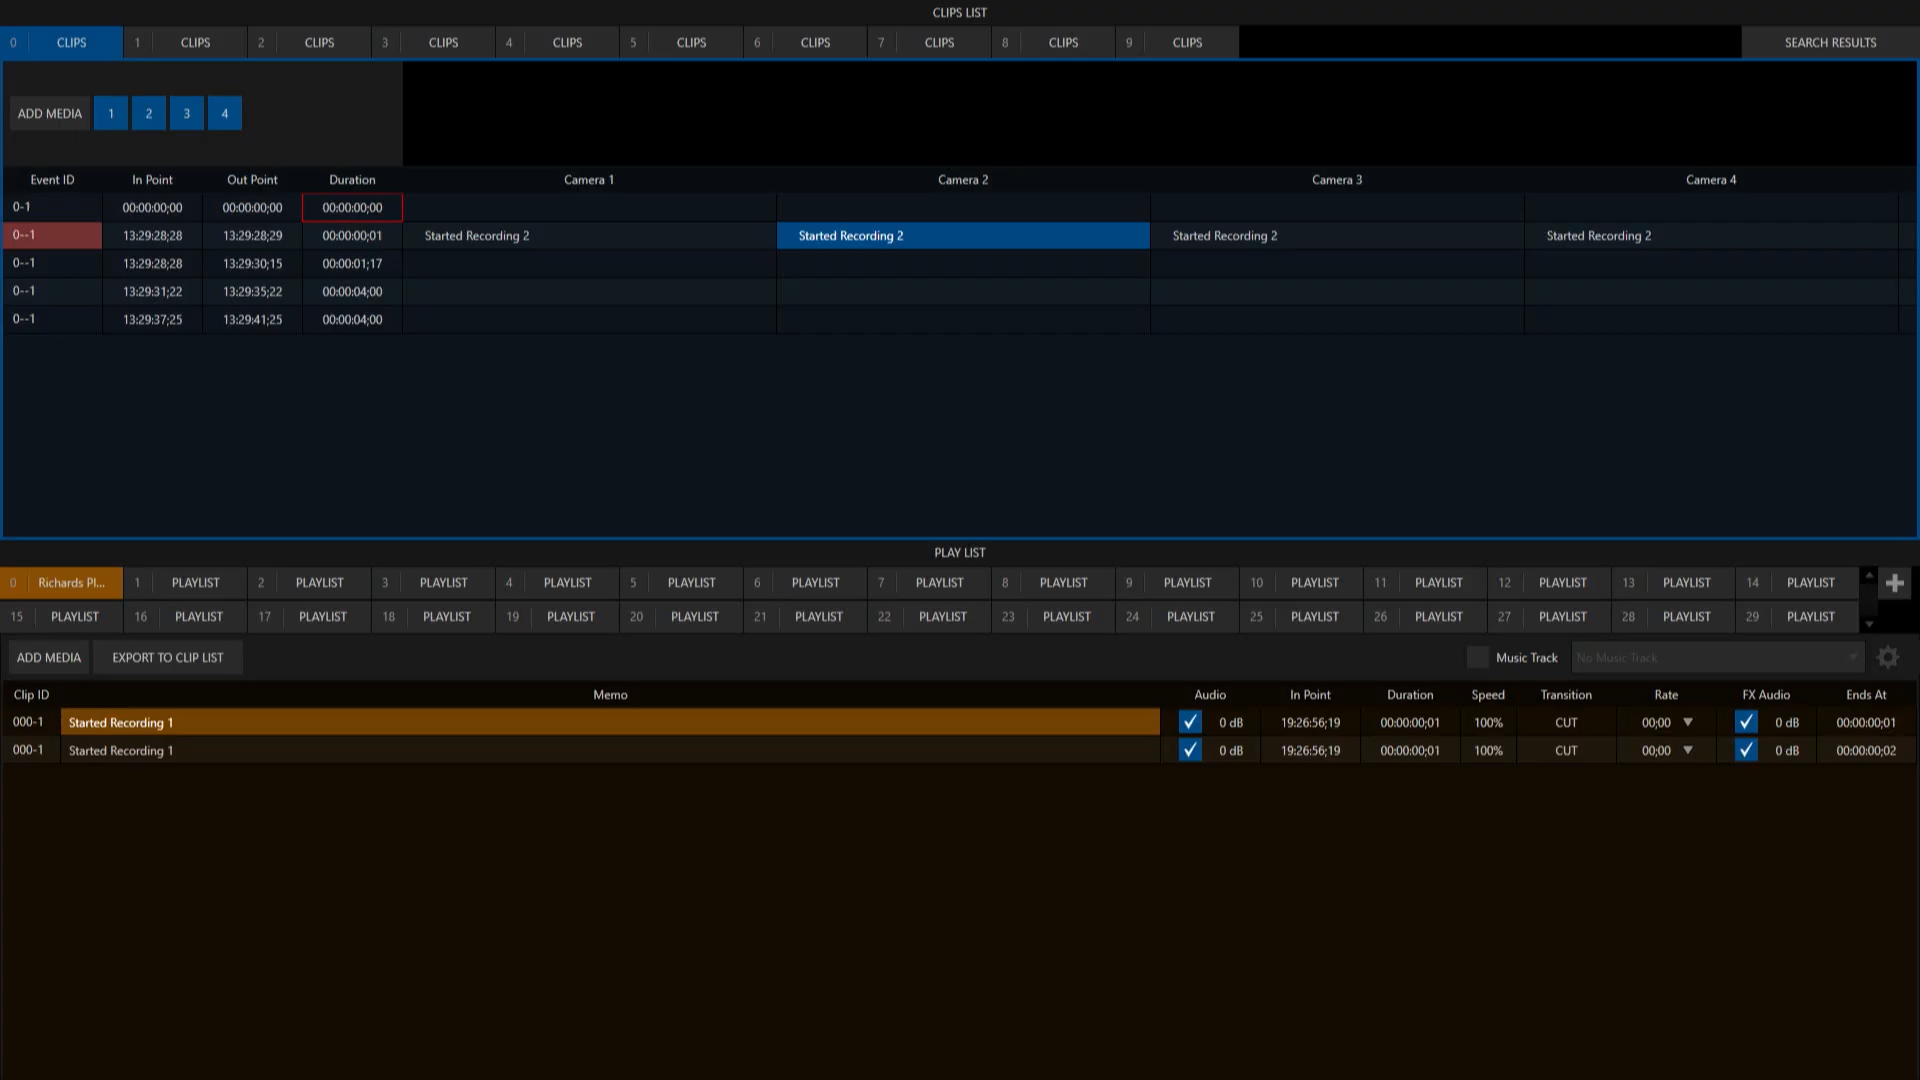 CLIPS LIST
0 CLIPS 1 CLIPS 2 CLIPS 3 CLIPS 4 CLIPS 5 CLIPS 6 CLIPS 7 CLIPS 8 CLIPS 9 CLIPS SEARCH RESULTS
ADD MEDIA 1 2 3 4
Event ID In Point Out Point Duration Camera 1 Camera 2 Camera 3 Camera 4
0-1 00:00:00;00 00:00:00;00 00:00:00;00
0--1 13:29:28;28 13:29:28;29 00:00:00;01 Started Recording 2 Started Recording 2 Started Recording 2 Started Recording 2
0--1 13:29:28;28 13:29:30;15 00:00:01;17
0--1 13:29:31;22 13:29:35;22 00:00:04;00
0--1 13:29:37;25 13:29:41;25 00:00:04;00
PLAY LIST
0 Richards Pl... 1 PLAYLIST 2 PLAYLIST 3 PLAYLIST 4 PLAYLIST 5 PLAYLIST 6 PLAYLIST 7 PLAYLIST 8 PLAYLIST 9 PLAYLIST 10 PLAYLIST 11 PLAYLIST 12 PLAYLIST 13 PLAYLIST 14 PLAYLIST
15 PLAYLIST 16 PLAYLIST 17 PLAYLIST 18 PLAYLIST 19 PLAYLIST 20 PLAYLIST 21 PLAYLIST 22 PLAYLIST 23 PLAYLIST 24 PLAYLIST 25 PLAYLIST 26 PLAYLIST 27 PLAYLIST 28 PLAYLIST 29 PLAYLIST
ADD MEDIA EXPORT TO CLIP LIST Music Track No Music Track
Clip ID Memo Audio In Point Duration Speed Transition Rate FX Audio Ends At
000-1 Started Recording 1 0 dB 19:26:56;19 00:00:00;01 100% CUT 00;00 0 dB 00:00:00;01
000-1 Started Recording 1 0 dB 19:26:56;19 00:00:00;01 100% CUT 00;00 0 dB 00:00:00;02